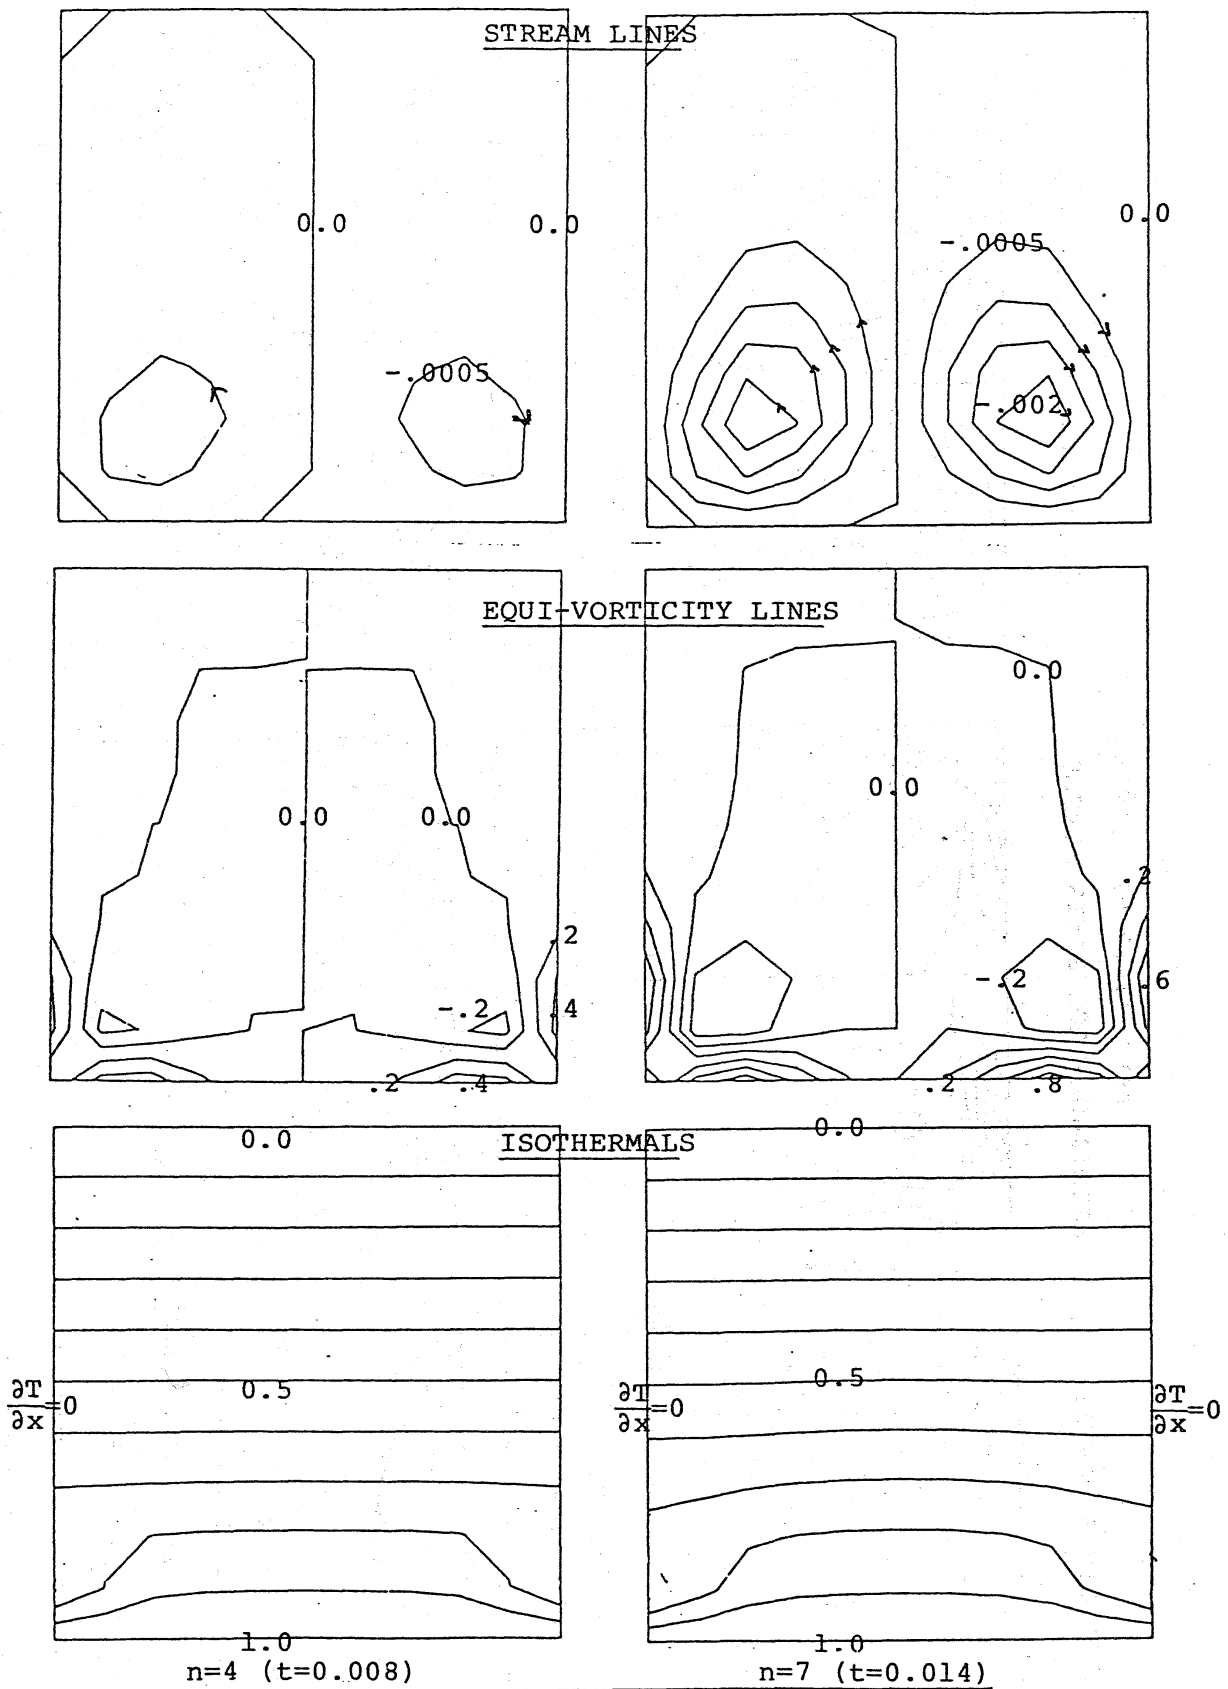 STREAM LINES
0.0 0.0 0.0
-.0005
-.0005
-.002
EQUI-VORTICITY LINES
0.0
0.0
0.0 0.0
.2
.2
-.2 .4
-.2 .6
.2 .4 .2 .8
0.0 0.0
ISOTHERMALS
0.5 0.5
∂T/∂x=0 ∂T/∂x=0 ∂T/∂x=0
1.0 1.0
n=4 (t=0.008) n=7 (t=0.014)